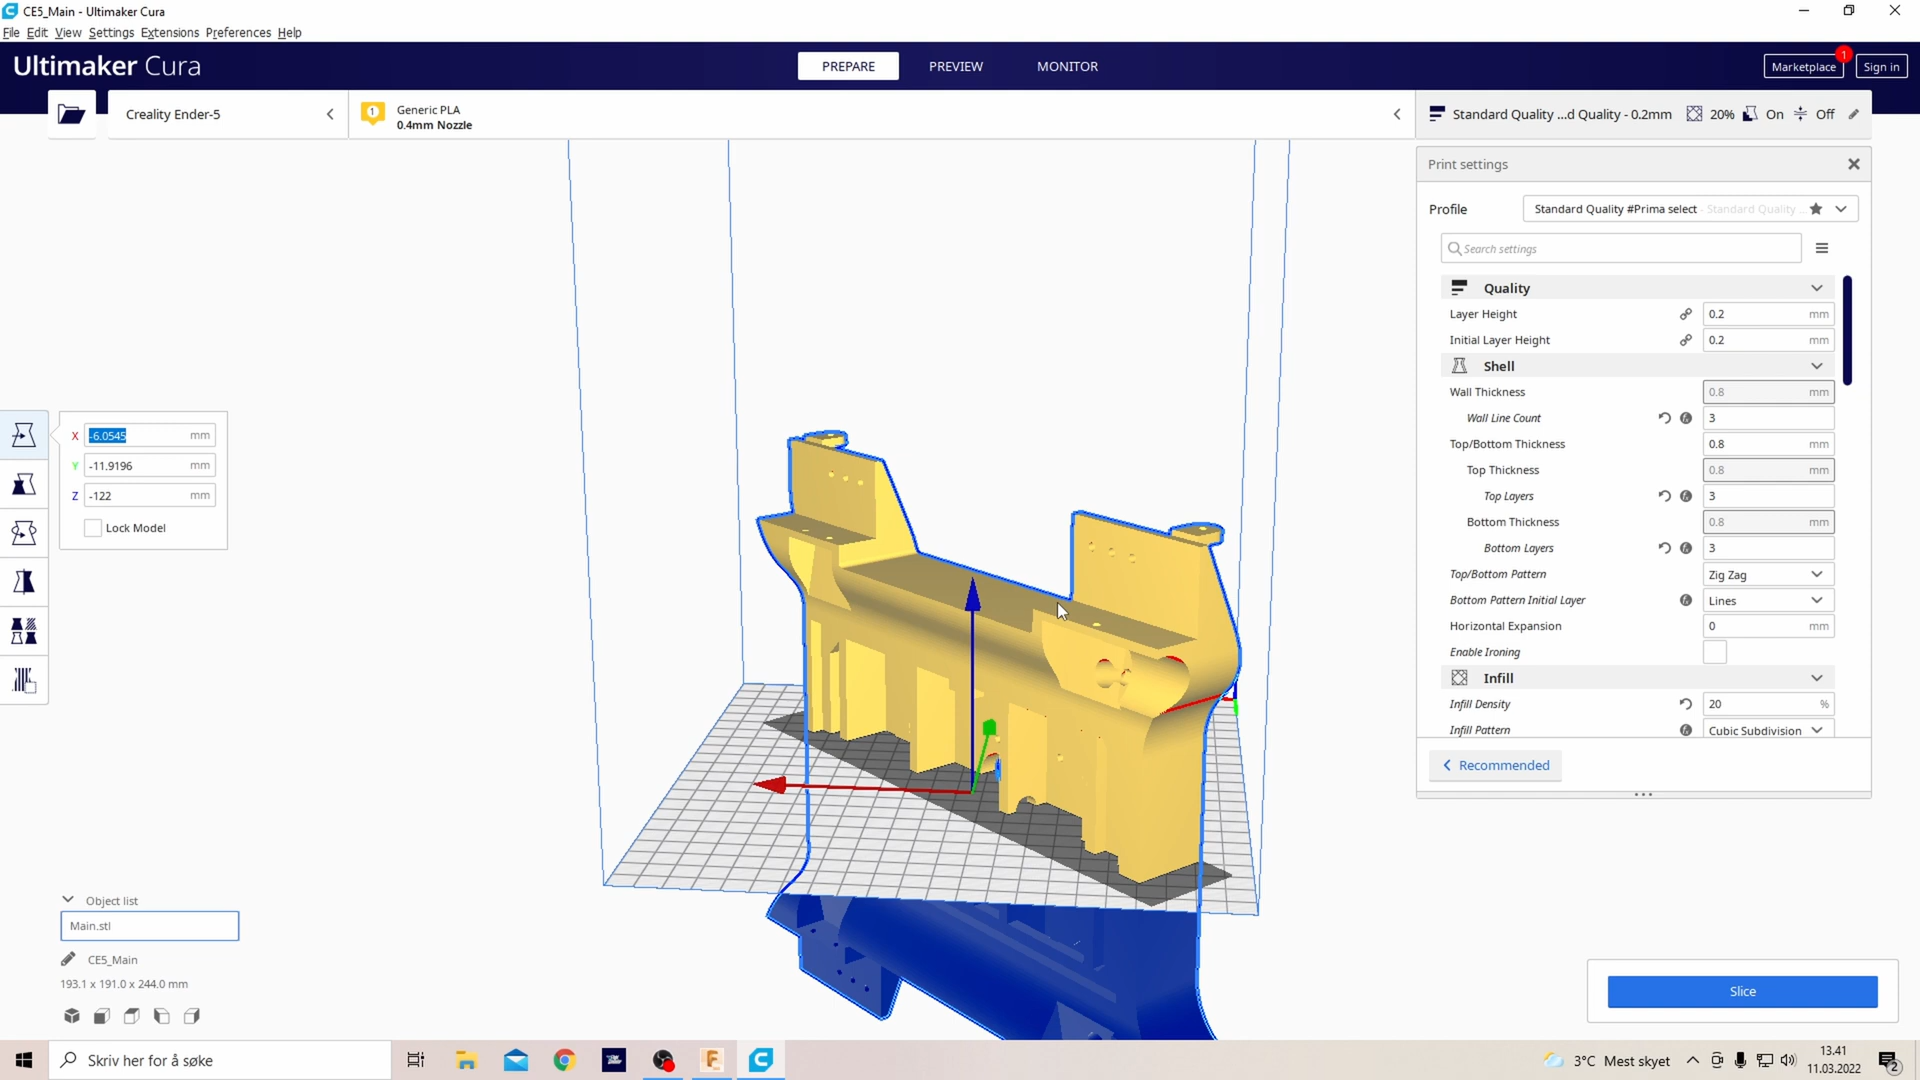 CE5_Main - Ultimaker Cura
File Edit View Settings Extensions Preferences Help
Ultimaker Cura
PREPARE
PREVIEW
MONITOR
Marketplace
1
Sign in
Creality Ender-5
1
Generic PLA
0.4mm Nozzle
Standard Quality ...d Quality - 0.2mm
20%
On
Off
Print settings
Profile
Standard Quality #Prima select - Standard Quality ...
Search settings
Quality
Layer Height 0.2 mm
Initial Layer Height 0.2 mm
Shell
Wall Thickness 0.8 mm
Wall Line Count 3
Top/Bottom Thickness 0.8 mm
Top Thickness 0.8 mm
Top Layers 3
Bottom Thickness 0.8 mm
Bottom Layers 3
Top/Bottom Pattern Zig Zag
Bottom Pattern Initial Layer Lines
Horizontal Expansion 0 mm
Enable Ironing
Infill
Infill Density 20 %
Infill Pattern Cubic Subdivision
Recommended
X -6.0545 mm
Y -11.9196 mm
Z -122 mm
Lock Model
Object list
Main.stl
CE5_Main
193.1 x 191.0 x 244.0 mm
Slice
Skriv her for å søke
3°C Mest skyet
13.41
11.03.2022
2